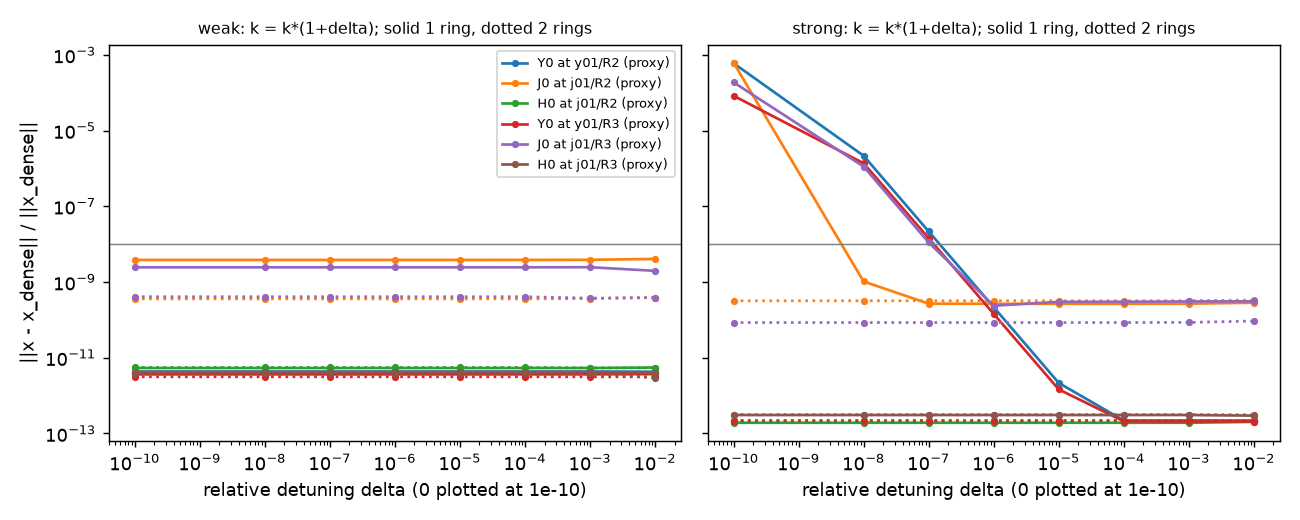 weak: k = k*(1+delta); solid 1 ring, dotted 2 rings
strong: k = k*(1+delta); solid 1 ring, dotted 2 rings
||x - x_dense|| / ||x_dense||
10⁻³
10⁻⁵
10⁻⁷
10⁻⁹
10⁻¹¹
10⁻¹³
Y0 at y01/R2 (proxy)
J0 at j01/R2 (proxy)
H0 at j01/R2 (proxy)
Y0 at y01/R3 (proxy)
J0 at j01/R3 (proxy)
H0 at j01/R3 (proxy)
10⁻¹⁰ 10⁻⁹ 10⁻⁸ 10⁻⁷ 10⁻⁶ 10⁻⁵ 10⁻⁴ 10⁻³ 10⁻²
10⁻¹⁰ 10⁻⁹ 10⁻⁸ 10⁻⁷ 10⁻⁶ 10⁻⁵ 10⁻⁴ 10⁻³ 10⁻²
relative detuning delta (0 plotted at 1e-10)
relative detuning delta (0 plotted at 1e-10)